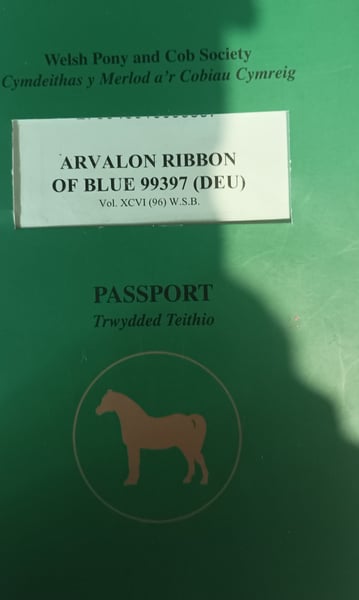 Welsh Pony and Cob Society
Cymdeithas y Merlod a'r Cobiau Cymreig
ARVALON RIBBON
OF BLUE 99397 (DEU)
Vol. XCVI (96) W.S.B.
PASSPORT
Trwydded Teithio